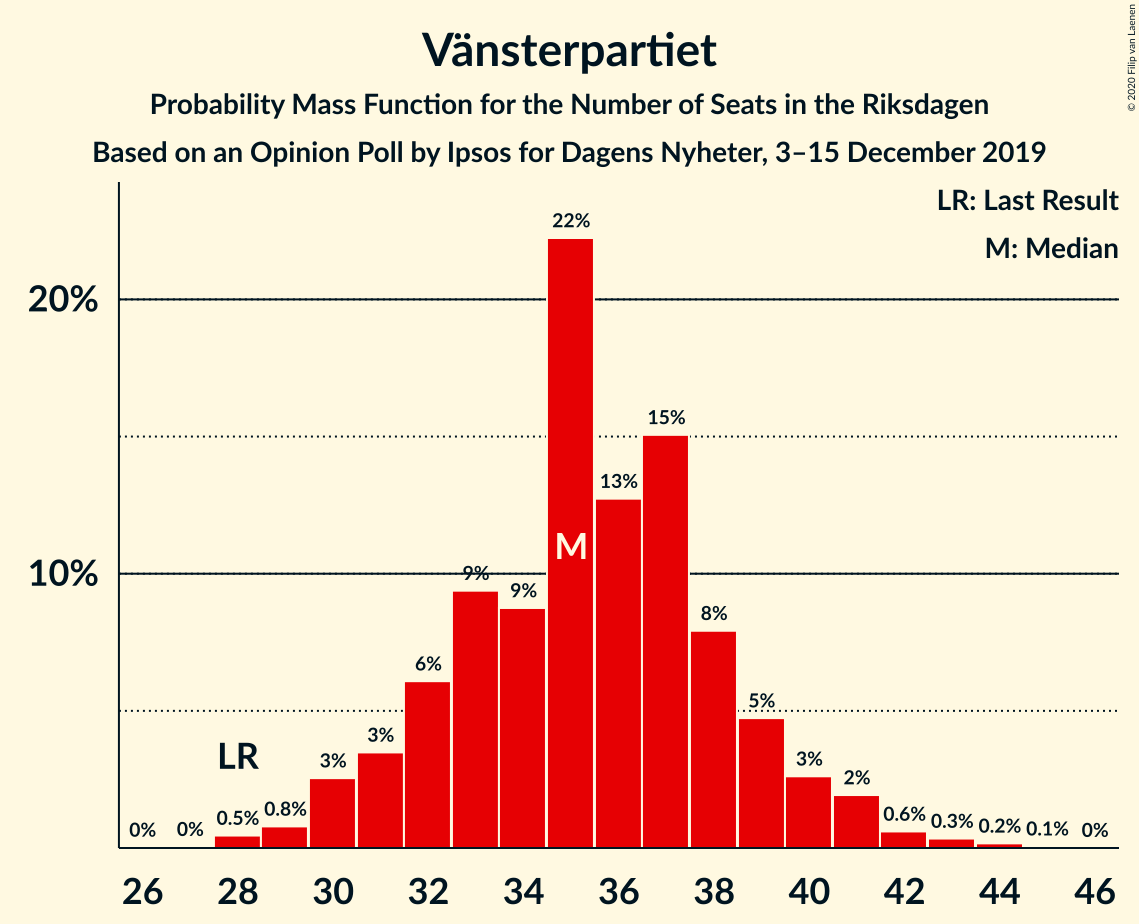 Vänsterpartiet
Probability Mass Function for the Number of Seats in the Riksdagen
Based on an Opinion Poll by Ipsos for Dagens Nyheter, 3–15 December 2019
© 2020 Filip van Laenen
LR: Last Result
M: Median
20%
10%
0% 0% 0.5% 0.8% 3% 3% 6% 9% 9% 22% 13% 15% 8% 5% 3% 2% 0.6% 0.3% 0.2% 0.1% 0%
LR
M
26 28 30 32 34 36 38 40 42 44 46